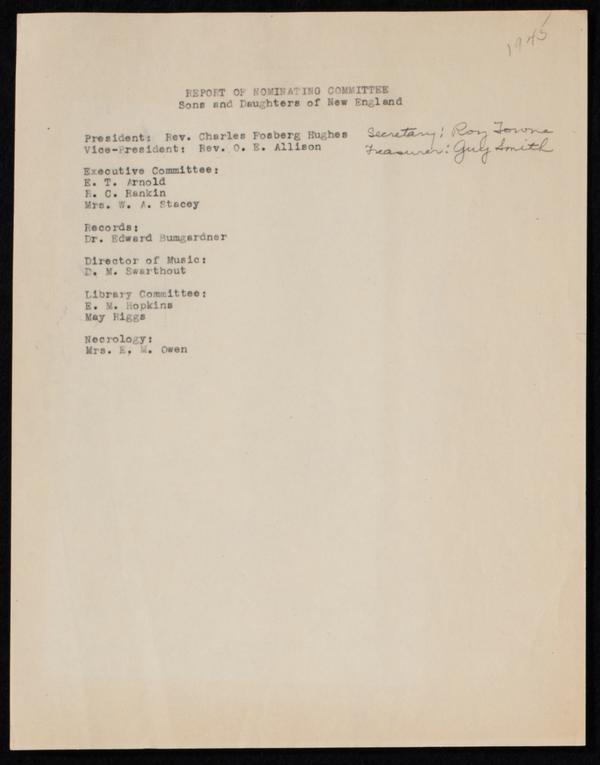 1945
REPORT OF NOMINATING COMMITTEE
Sons and Daughters of New England
President: Rev. Charles Fosberg Hughes Secretary: Roy Towne
Vice-President: Rev. O. E. Allison Treasurer: Guy Smith
Executive Committee:
E. T. Arnold
R. C. Rankin
Mrs. W. A. Stacey
Records:
Dr. Edward Bumgardner
Director of Music:
D. M. Swarthout
Library Committee:
E. M. Hopkins
May Riggs
Necrology:
Mrs. E. M. Owen